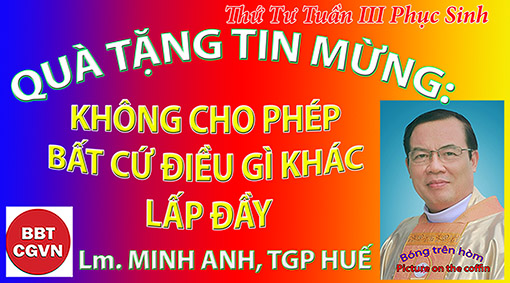 Thứ Tư Tuần III Phục Sinh
QUÀ TẶNG TIN MỪNG:
KHÔNG CHO PHÉP
BẤT CỨ ĐIỀU GÌ KHÁC
LẤP ĐẦY
BBT
CGVN
Lm. MINH ANH, TGP HUẾ
Bóng trên hòm
Picture on the coffin